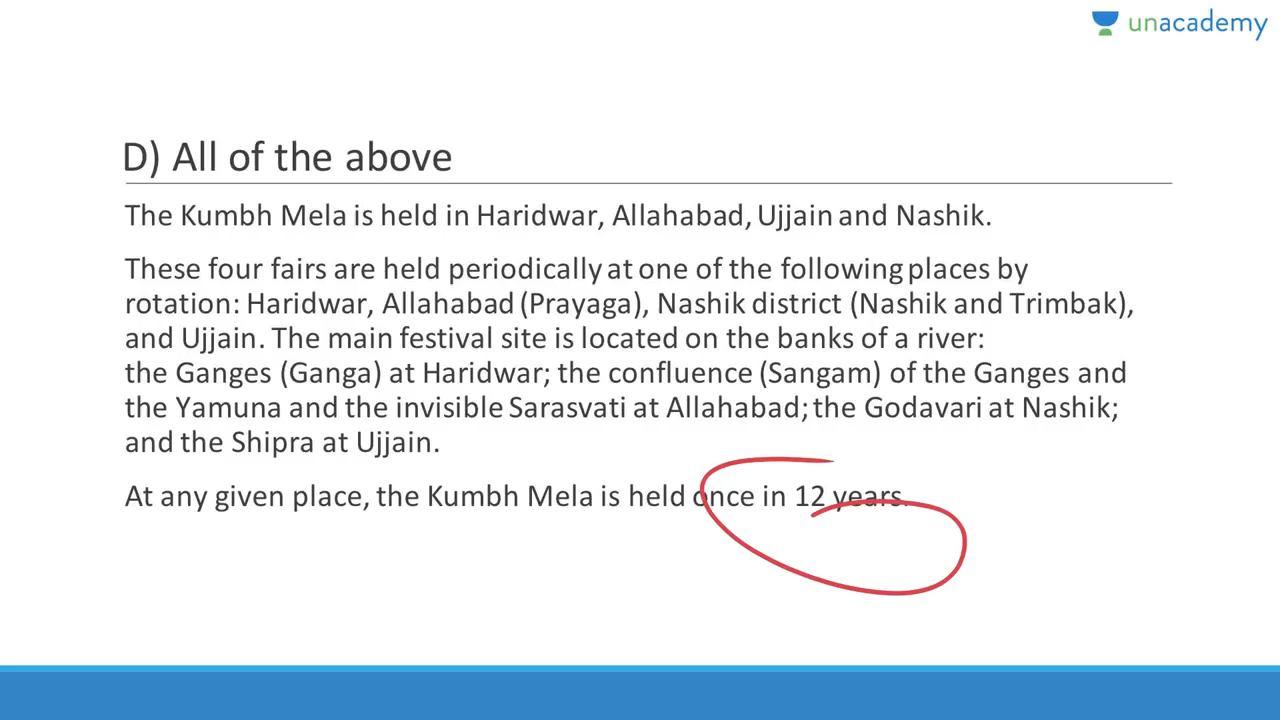 unacademy
D) All of the above
The Kumbh Mela is held in Haridwar, Allahabad, Ujjain and Nashik.
These four fairs are held periodically at one of the following places by
rotation: Haridwar, Allahabad (Prayaga), Nashik district (Nashik and Trimbak),
and Ujjain. The main festival site is located on the banks of a river:
the Ganges (Ganga) at Haridwar; the confluence (Sangam) of the Ganges and
the Yamuna and the invisible Sarasvati at Allahabad; the Godavari at Nashik;
and the Shipra at Ujjain.
At any given place, the Kumbh Mela is held once in 12 years.